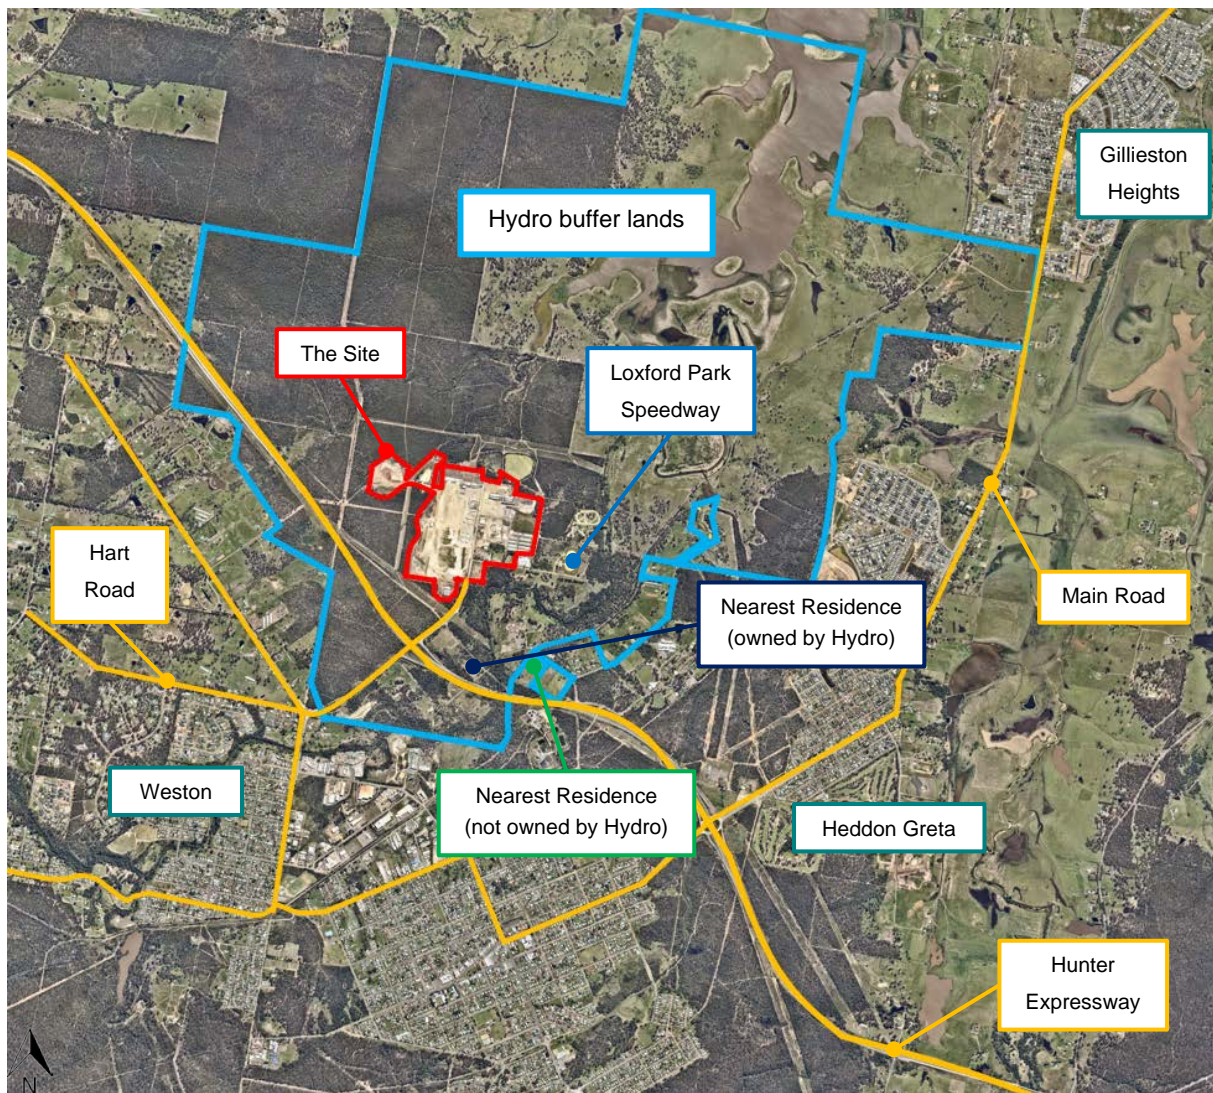 Gillieston
Heights
Hydro buffer lands
The Site
Loxford Park
Speedway
Hart
Road
Nearest Residence
(owned by Hydro)
Main Road
Weston
Nearest Residence
(not owned by Hydro)
Heddon Greta
Hunter
Expressway
N